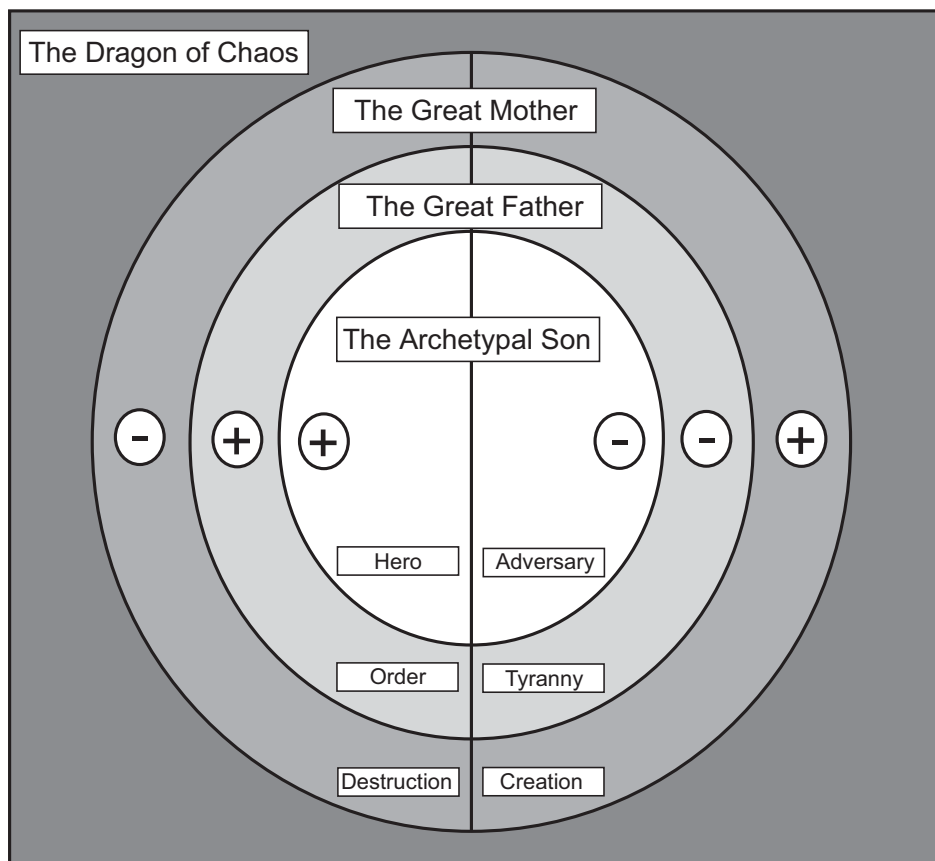 The Dragon of Chaos
The Great Mother
The Great Father
The Archetypal Son
- + + - - +
Hero Adversary
Order Tyranny
Destruction Creation